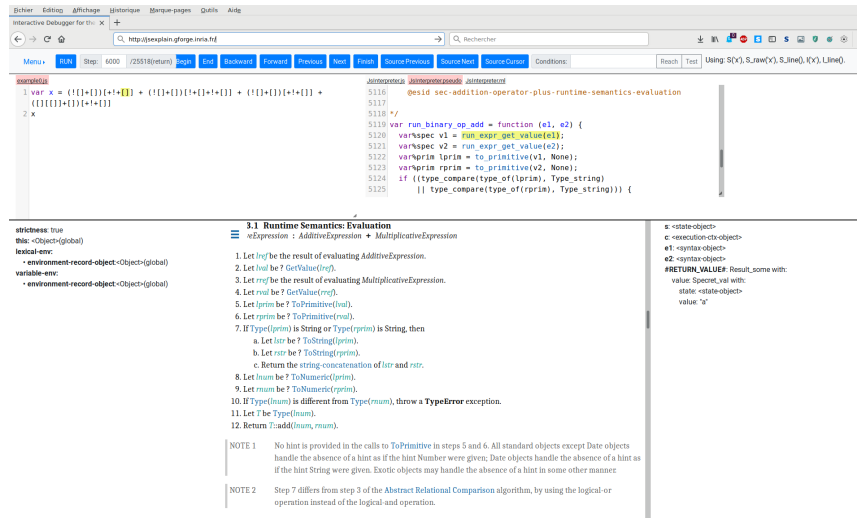 Fichier Edition Affichage Historique Marque-pages Outils Aide
Interactive Debugger for the × +
http://jsexplain.gforge.inria.fr/ Rechercher
Menu RUN Step: 6000 /25518(return) Begin End Backward Forward Previous Next Finish Source Previous Source Next Source Cursor Conditions: Reach Test Using: S('x'), S_raw('x'), S_line(), I('x'), I_line().
example0.js
1 var x = (![]+[])[+!+[]] + (![]+[])[!+[]+!+[]] + (![]+[])[+!+[]] +
([][[]]+[])[+!+[]]
2 x
JsInterpreter.js JsInterpreter.pseudo JsInterpreter.ml
5116 @esid sec-addition-operator-plus-runtime-semantics-evaluation
5117
5118 */
5119 var run_binary_op_add = function (e1, e2) {
5120 var%spec v1 = run_expr_get_value(e1);
5121 var%spec v2 = run_expr_get_value(e2);
5122 var%prim lprim = to_primitive(v1, None);
5123 var%prim rprim = to_primitive(v2, None);
5124 if ((type_compare(type_of(lprim), Type_string)
5125 || type_compare(type_of(rprim), Type_string))) {
strictness: true
this: <Object>(global)
lexical-env:
• environment-record-object:<Object>(global)
variable-env:
• environment-record-object:<Object>(global)
3.1 Runtime Semantics: Evaluation
eExpression : AdditiveExpression + MultiplicativeExpression
1. Let lref be the result of evaluating AdditiveExpression.
2. Let lval be ? GetValue(lref).
3. Let rref be the result of evaluating MultiplicativeExpression.
4. Let rval be ? GetValue(rref).
5. Let lprim be ? ToPrimitive(lval).
6. Let rprim be ? ToPrimitive(rval).
7. If Type(lprim) is String or Type(rprim) is String, then
a. Let lstr be ? ToString(lprim).
b. Let rstr be ? ToString(rprim).
c. Return the string-concatenation of lstr and rstr.
8. Let lnum be ? ToNumeric(lprim).
9. Let rnum be ? ToNumeric(rprim).
10. If Type(lnum) is different from Type(rnum), throw a TypeError exception.
11. Let T be Type(lnum).
12. Return T::add(lnum, rnum).
NOTE 1 No hint is provided in the calls to ToPrimitive in steps 5 and 6. All standard objects except Date objects
handle the absence of a hint as if the hint Number were given; Date objects handle the absence of a hint as
if the hint String were given. Exotic objects may handle the absence of a hint in some other manner.
NOTE 2 Step 7 differs from step 3 of the Abstract Relational Comparison algorithm, by using the logical-or
operation instead of the logical-and operation.
s: <state-object>
c: <execution-ctx-object>
e1: <syntax-object>
e2: <syntax-object>
#RETURN_VALUE#: Result_some with:
value: Specret_val with:
state: <state-object>
value: "a"